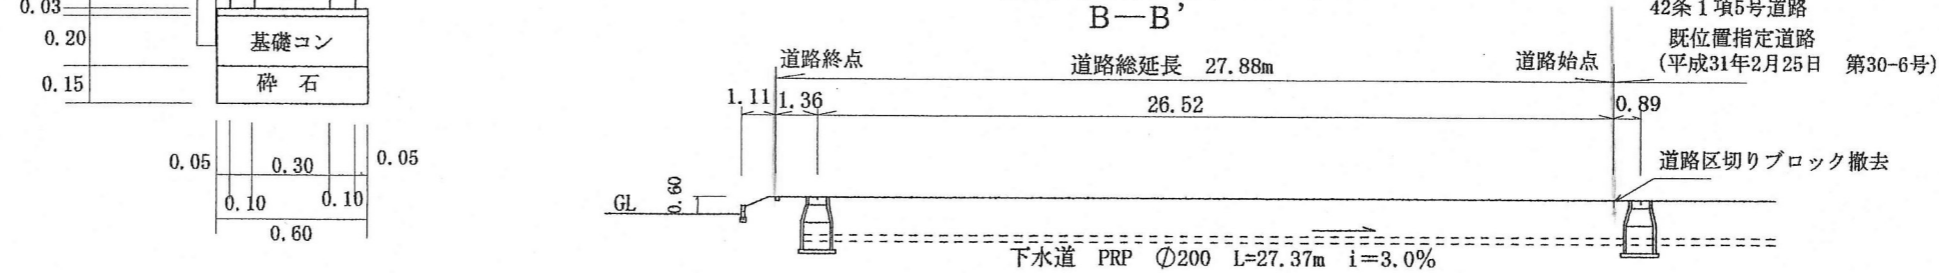 0.03
0.20
0.15
基礎コン
砕 石
0.05
0.30
0.05
0.10
0.10
0.60
B—B’
42条1項5号道路
既位置指定道路
(平成31年2月25日 第30-6号)
道路終点
道路総延長 27.88m
道路始点
1.11
1.36
26.52
0.89
道路区切りブロック撤去
GL
0.60
下水道 PRP ∅200 L=27.37m i=3.0%